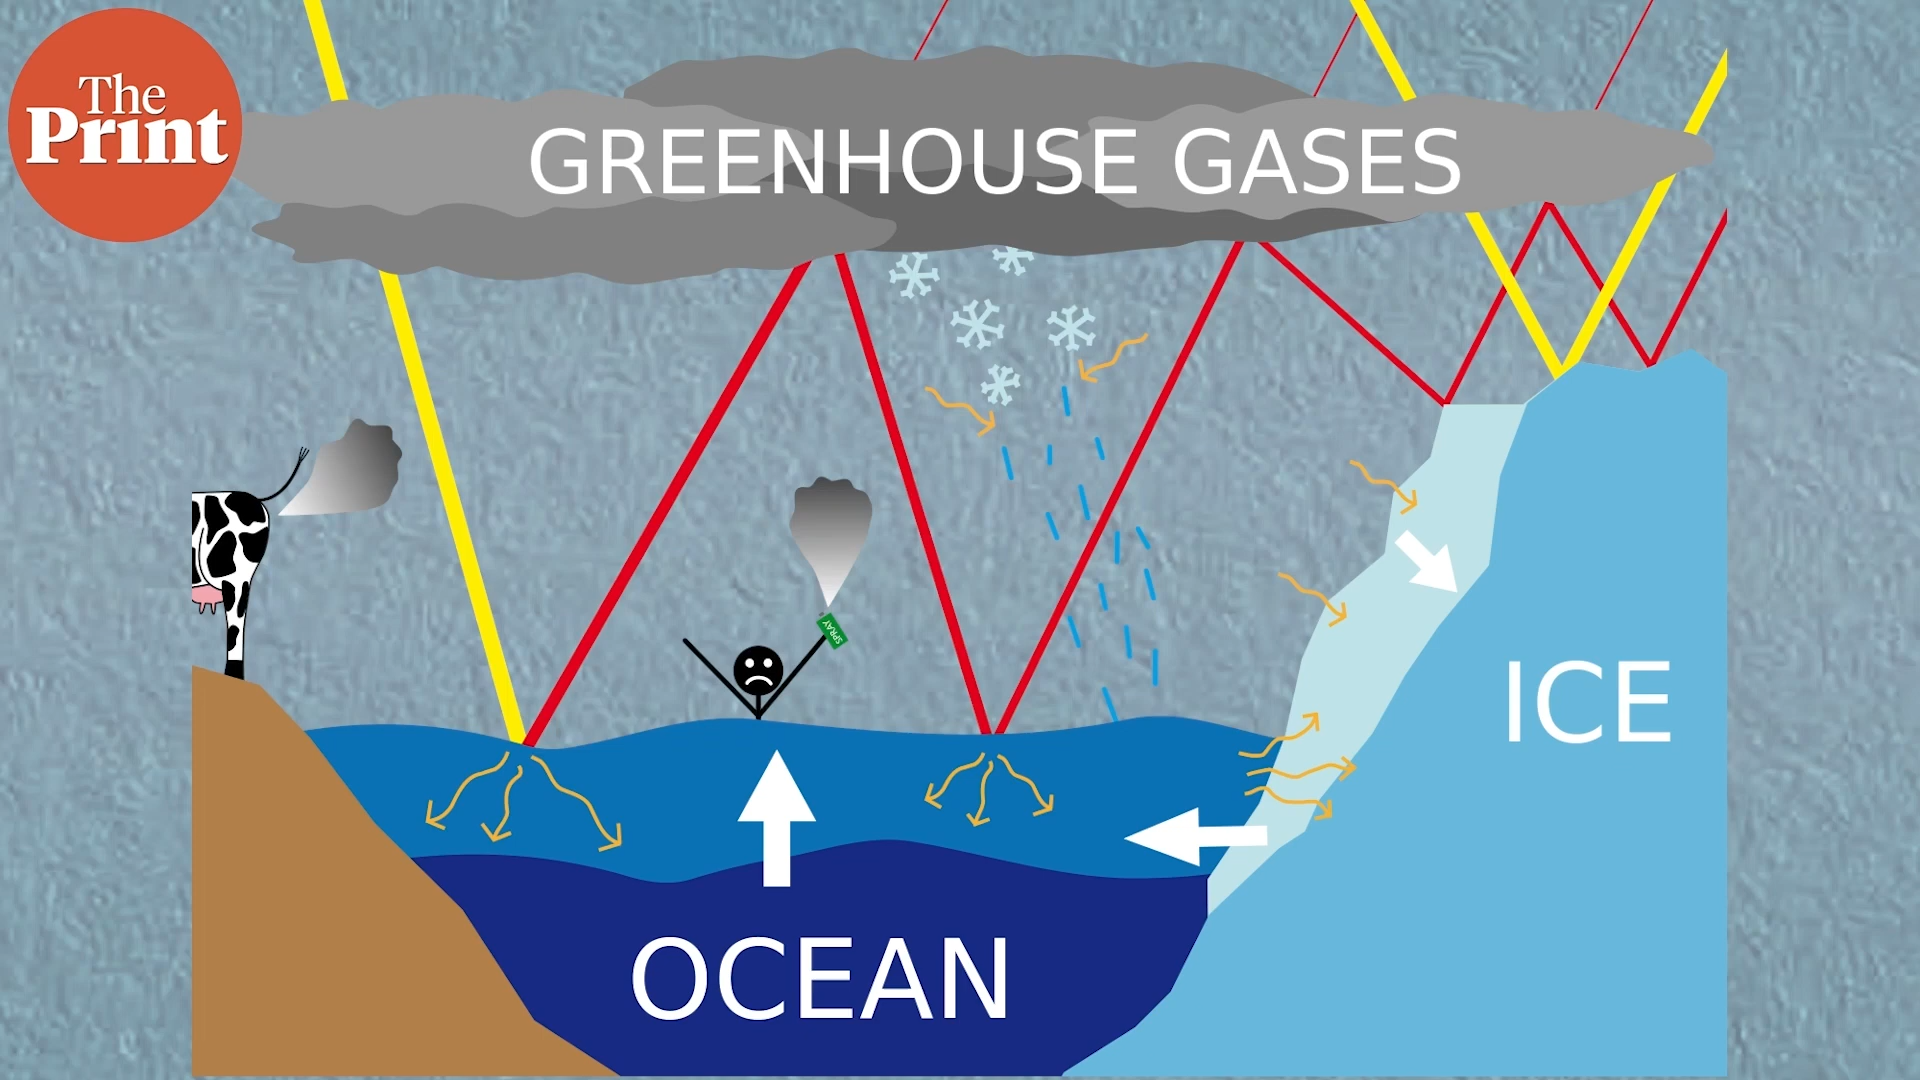 The
Print
GREENHOUSE GASES
SPRAY
ICE
OCEAN